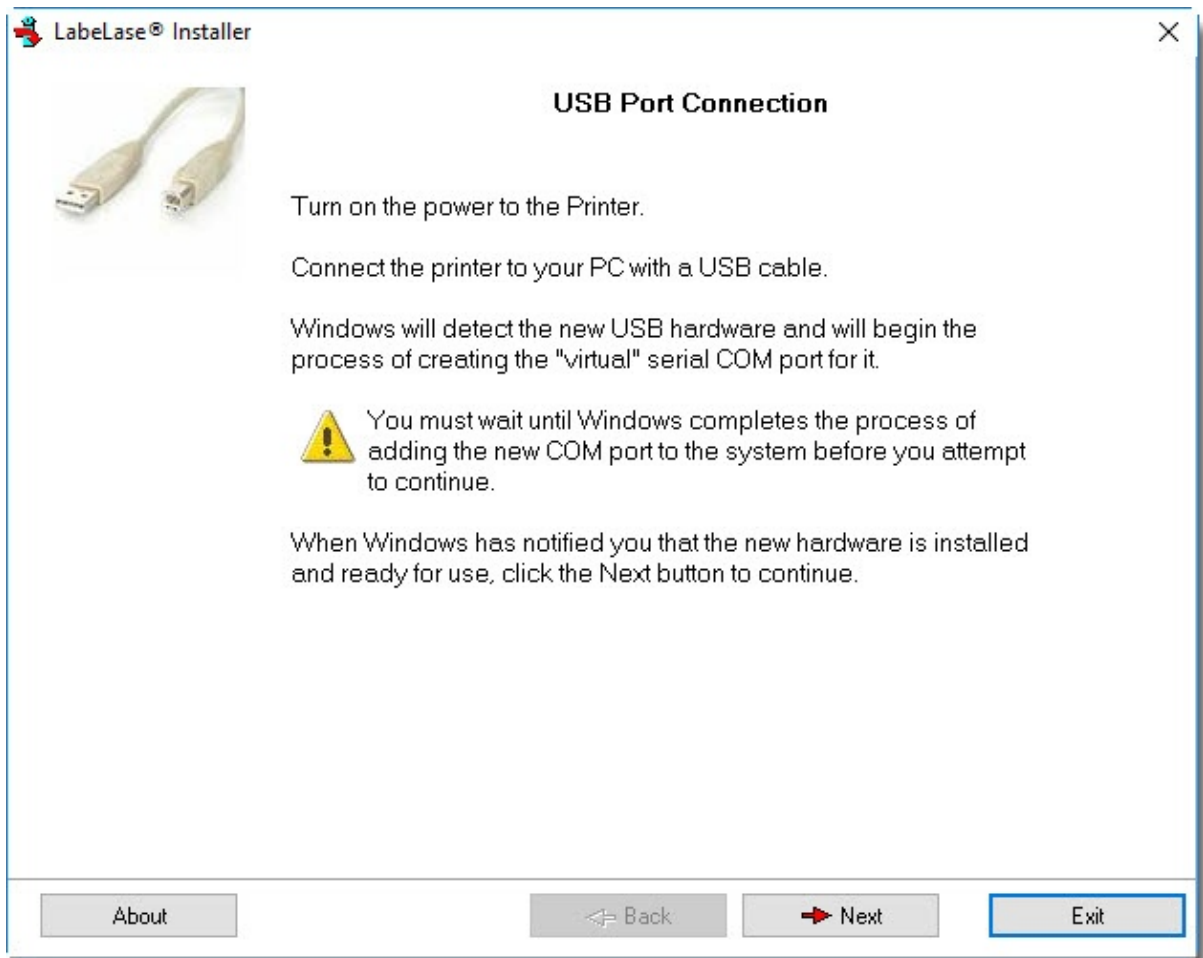 LabeLase® Installer
USB Port Connection
Turn on the power to the Printer.
Connect the printer to your PC with a USB cable.
Windows will detect the new USB hardware and will begin the
process of creating the "virtual" serial COM port for it.
You must wait until Windows completes the process of
adding the new COM port to the system before you attempt
to continue.
When Windows has notified you that the new hardware is installed
and ready for use, click the Next button to continue.
About
Back
Next
Exit